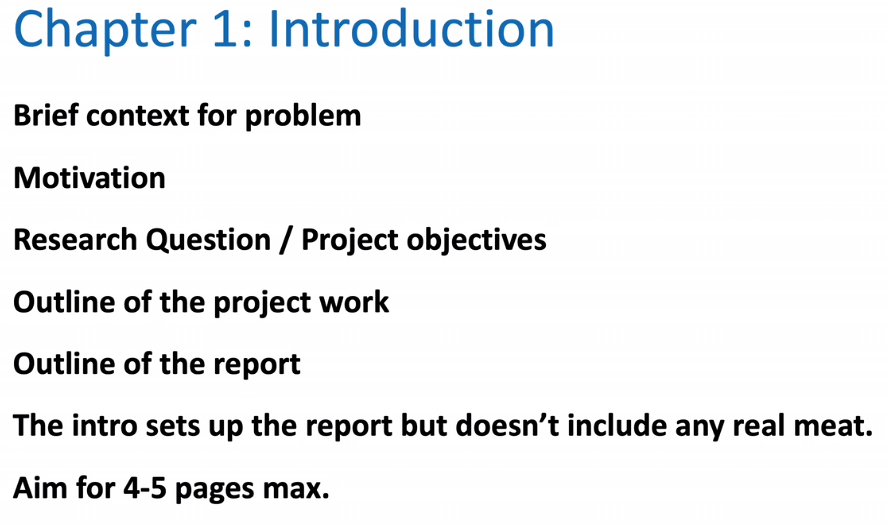 Chapter 1: Introduction
Brief context for problem
Motivation
Research Question / Project objectives
Outline of the project work
Outline of the report
The intro sets up the report but doesn’t include any real meat.
Aim for 4-5 pages max.